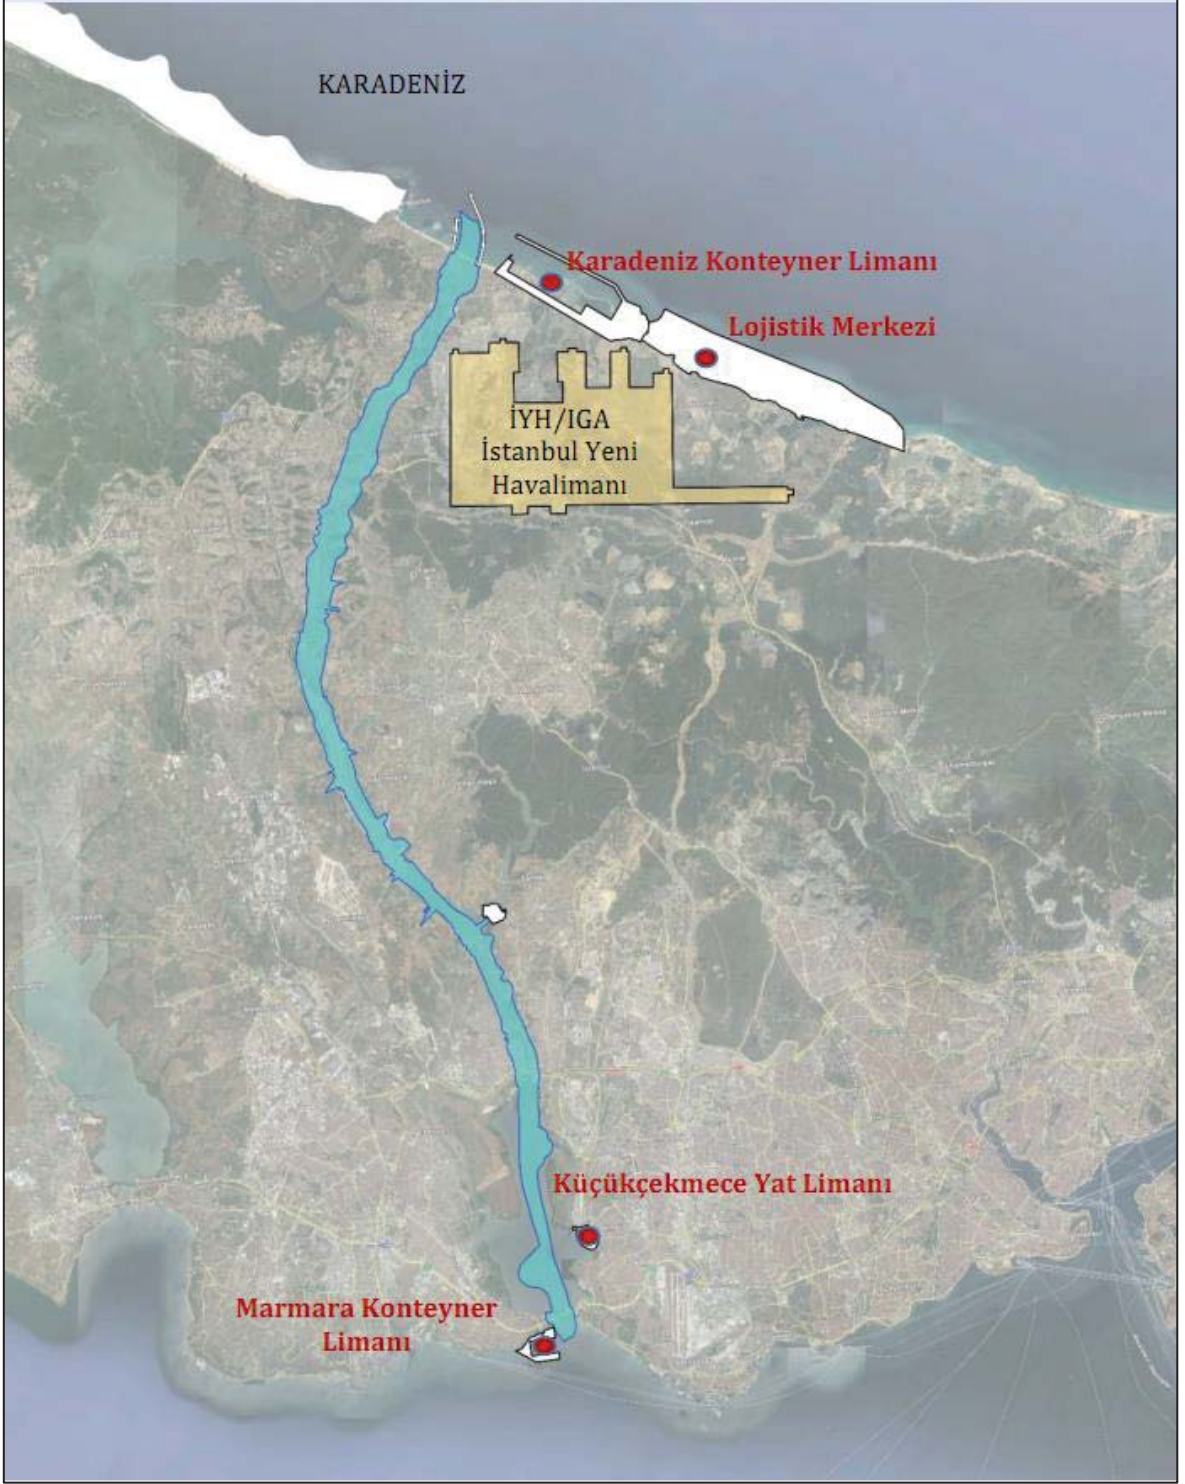 KARADENİZ
Karadeniz Konteyner Limanı
Lojistik Merkezi
İYH/IGA
İstanbul Yeni
Havalimanı
Küçükçekmece Yat Limanı
Marmara Konteyner
Limanı